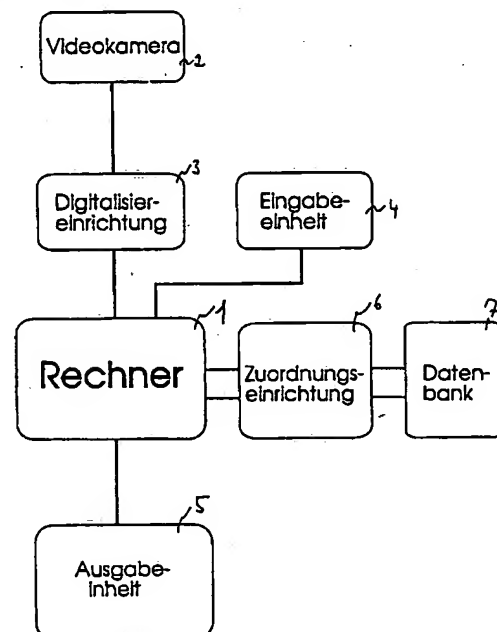 Videokamera
2
3
Digitalisier-
einrichtung
Eingabe-
einheit
4
1
Rechner
6
Zuordnungs-
einrichtung
7
Daten-
bank
5
Ausgabe-
inheit